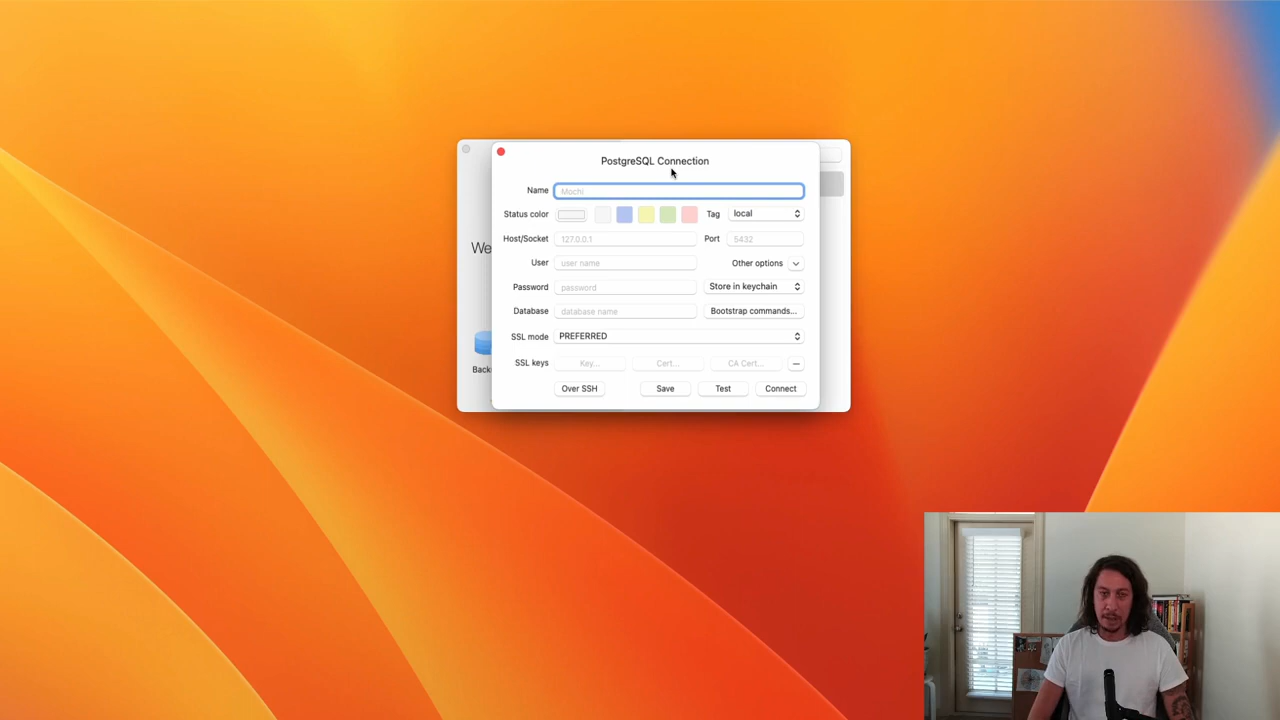 PostgreSQL Connection
Name Mochi
Status color Tag local
Host/Socket 127.0.0.1 Port 5432
We
User user name Other options
Password password Store in keychain
Database database name Bootstrap commands...
SSL mode PREFERRED
SSL keys Key... Cert... CA Cert...
Back
Over SSH Save Test Connect